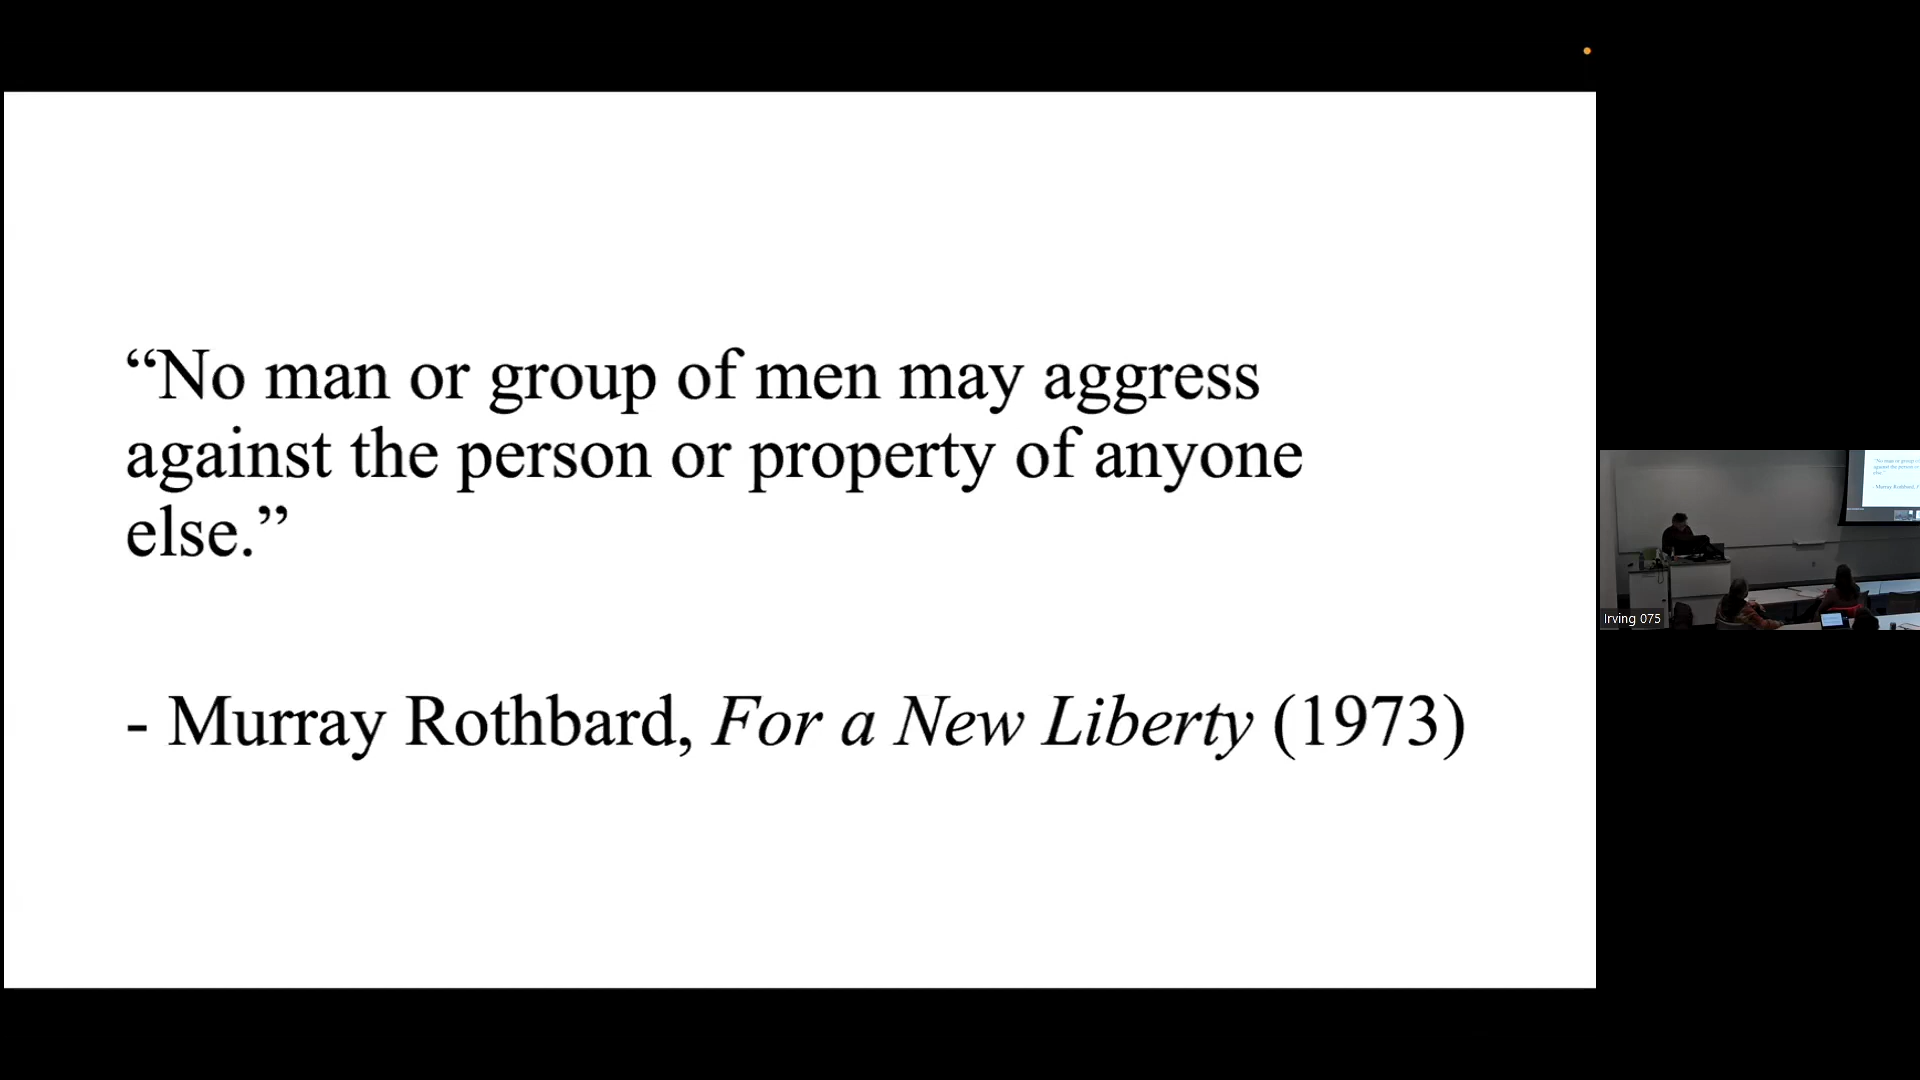 “No man or group of men may aggress
against the person or property of anyone
else.”
- Murray Rothbard, For a New Liberty (1973)
Irving 075